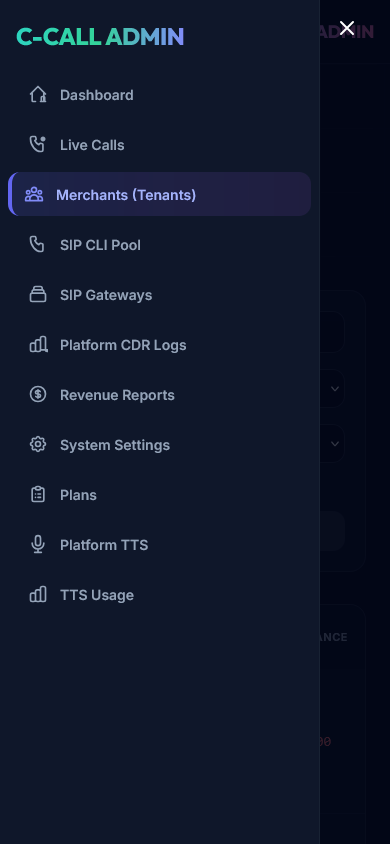 C-CALL ADMIN
Dashboard
Live Calls
Merchants (Tenants)
SIP CLI Pool
SIP Gateways
Platform CDR Logs
Revenue Reports
System Settings
Plans
Platform TTS
TTS Usage